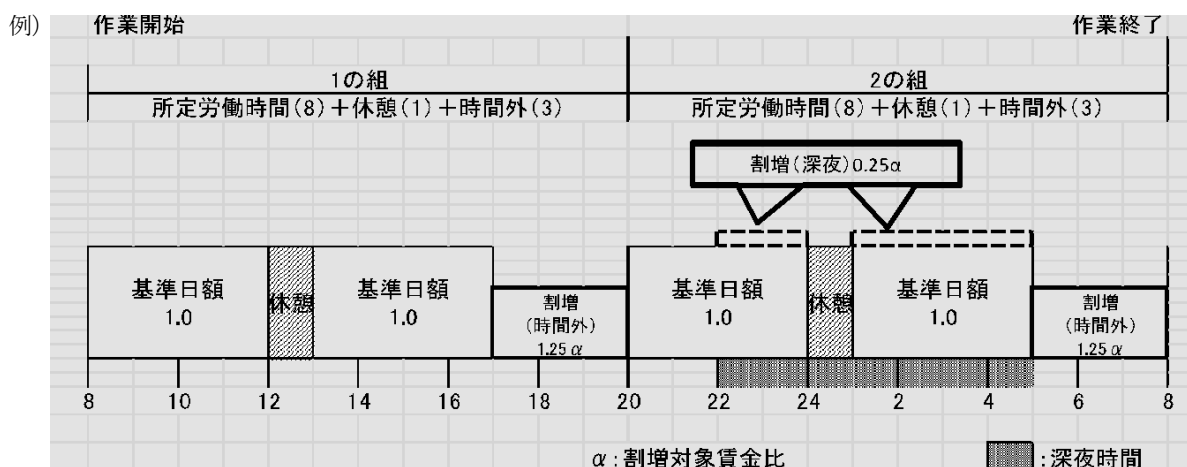 例)
作業開始
作業終了
1の組
2の組
所定労働時間(8)+休憩(1)+時間外(3)
所定労働時間(8)+休憩(1)+時間外(3)
割増(深夜)0.25α
基準日額
1.0
休憩
基準日額
1.0
割増
(時間外)
1.25α
基準日額
1.0
休憩
基準日額
1.0
割増
(時間外)
1.25α
8 10 12 14 16 18 20 22 24 2 4 6 8
α:割増対象賃金比
:深夜時間